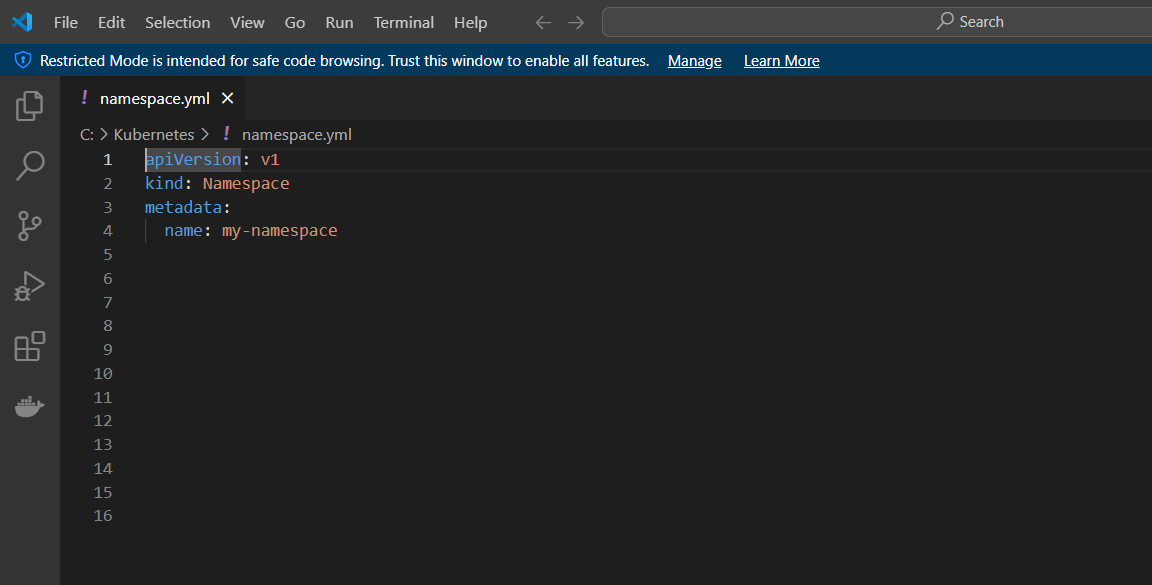 File Edit Selection View Go Run Terminal Help Search
Restricted Mode is intended for safe code browsing. Trust this window to enable all features. Manage Learn More
! namespace.yml
C: > Kubernetes > ! namespace.yml
1 apiVersion: v1
2 kind: Namespace
3 metadata:
4 name: my-namespace
5
6
7
8
9
10
11
12
13
14
15
16